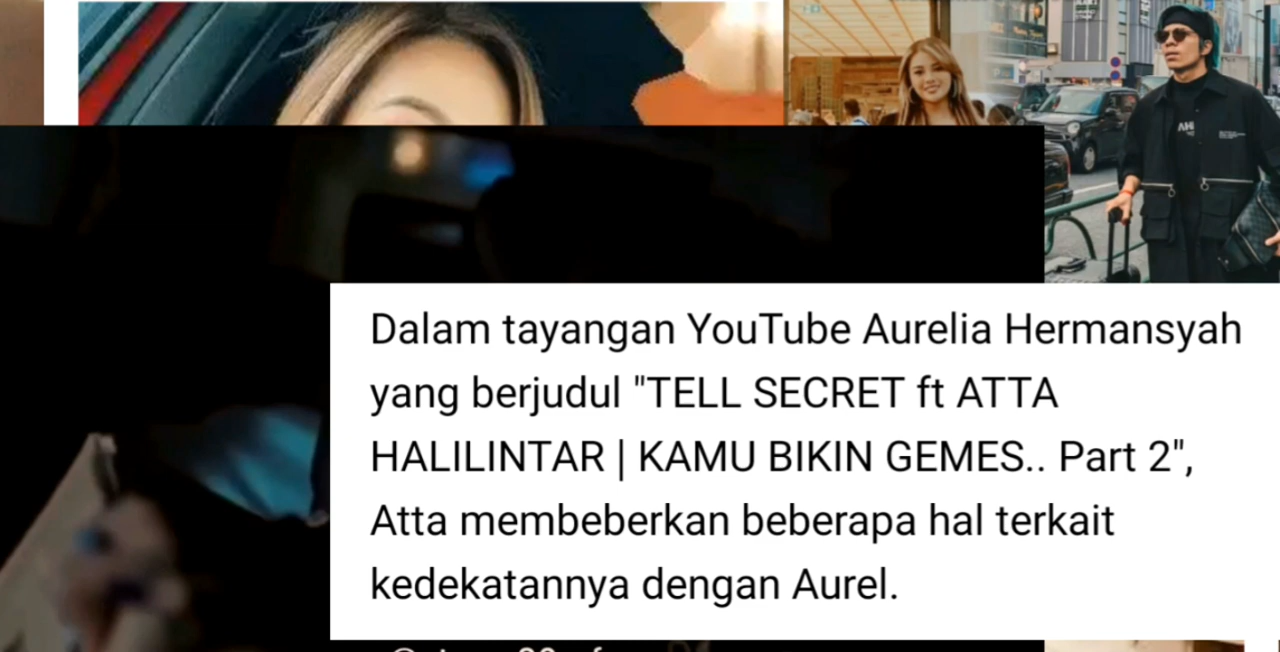 Dalam tayangan YouTube Aurelia Hermansyah
yang berjudul "TELL SECRET ft ATTA
HALILINTAR | KAMU BIKIN GEMES.. Part 2",
Atta membeberkan beberapa hal terkait
kedekatannya dengan Aurel.